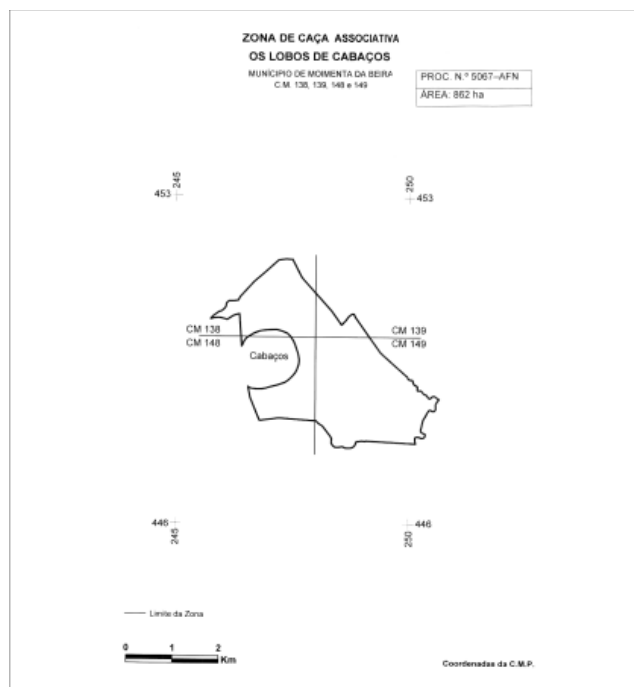 ZONA DE CAÇA ASSOCIATIVA
OS LOBOS DE CABAÇOS
MUNICÍPIO DE MOIMENTA DA BEIRA
C.M. 138, 139, 148 e 149
PROC. N.º 5067–AFN
ÁREA: 862 ha
245
453
250
453
CM 138
CM 139
CM 148
CM 149
Cabaços
446
245
446
250
Limite da Zona
0 1 2
Km
Coordenadas da C.M.P.